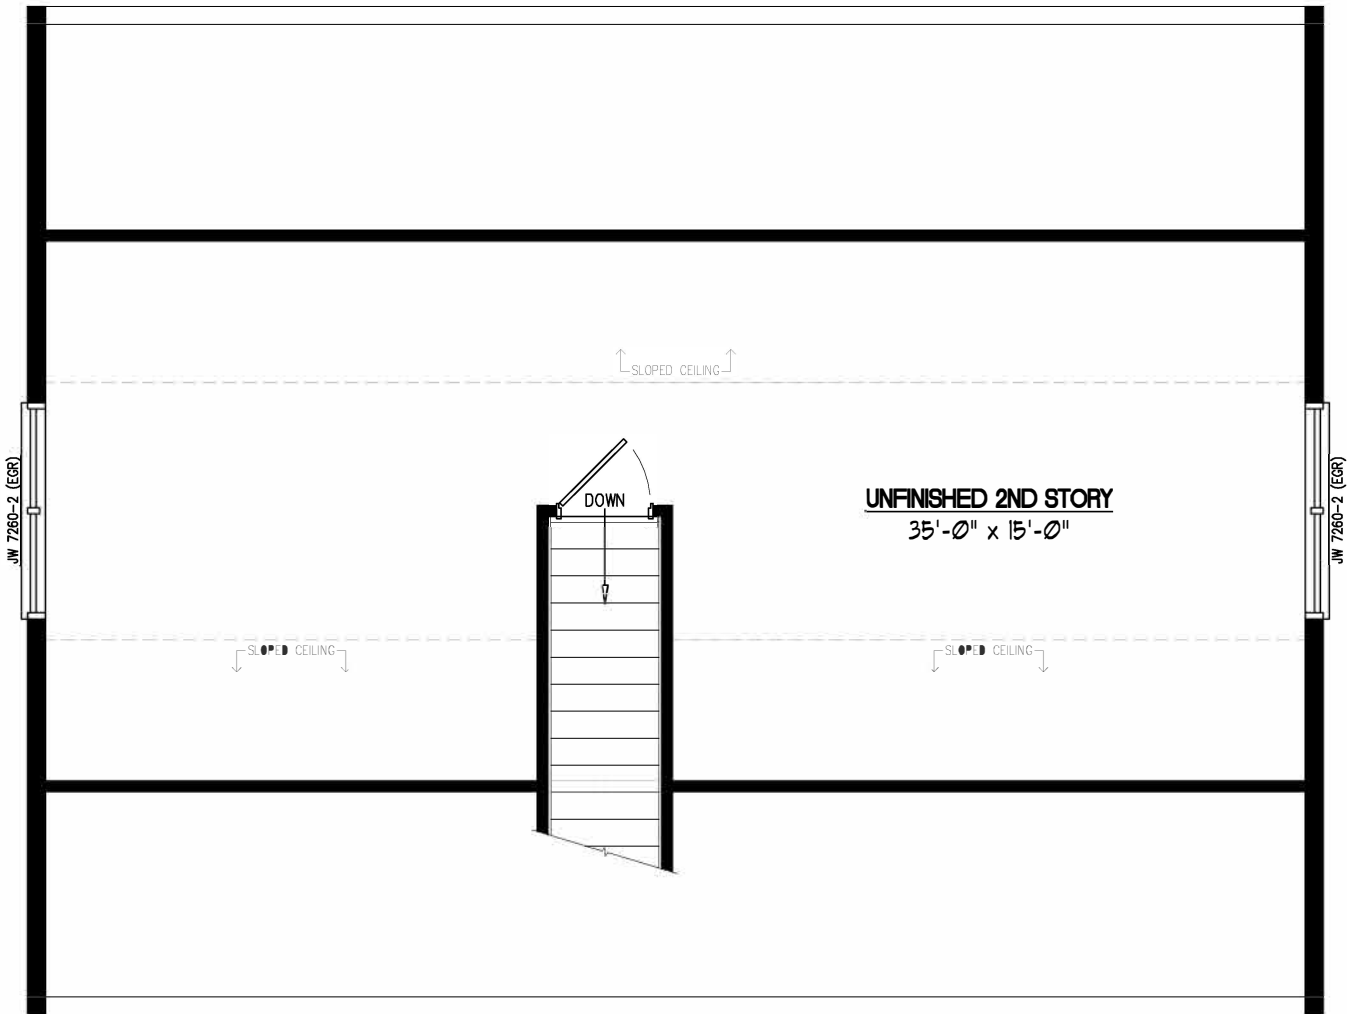 SLOPED CEILING
JW 7260-2 (EGR)
DOWN
UNFINISHED 2ND STORY
35'-0" x 15'-0"
JW 7260-2 (EGR)
SLOPED CEILING
SLOPED CEILING